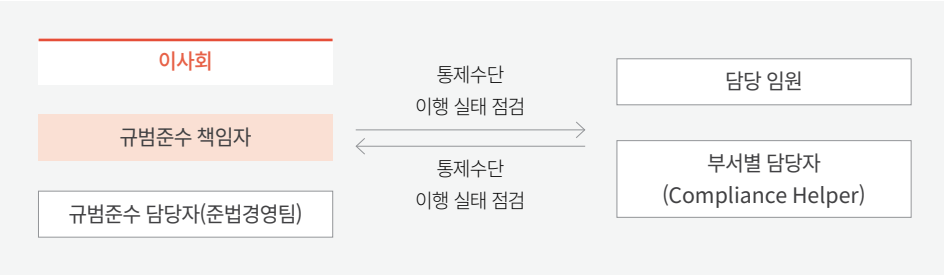 이사회
규범준수 책임자
규범준수 담당자(준법경영팀)
통제수단
이행 실태 점검
통제수단
이행 실태 점검
담당 임원
부서별 담당자
(Compliance Helper)